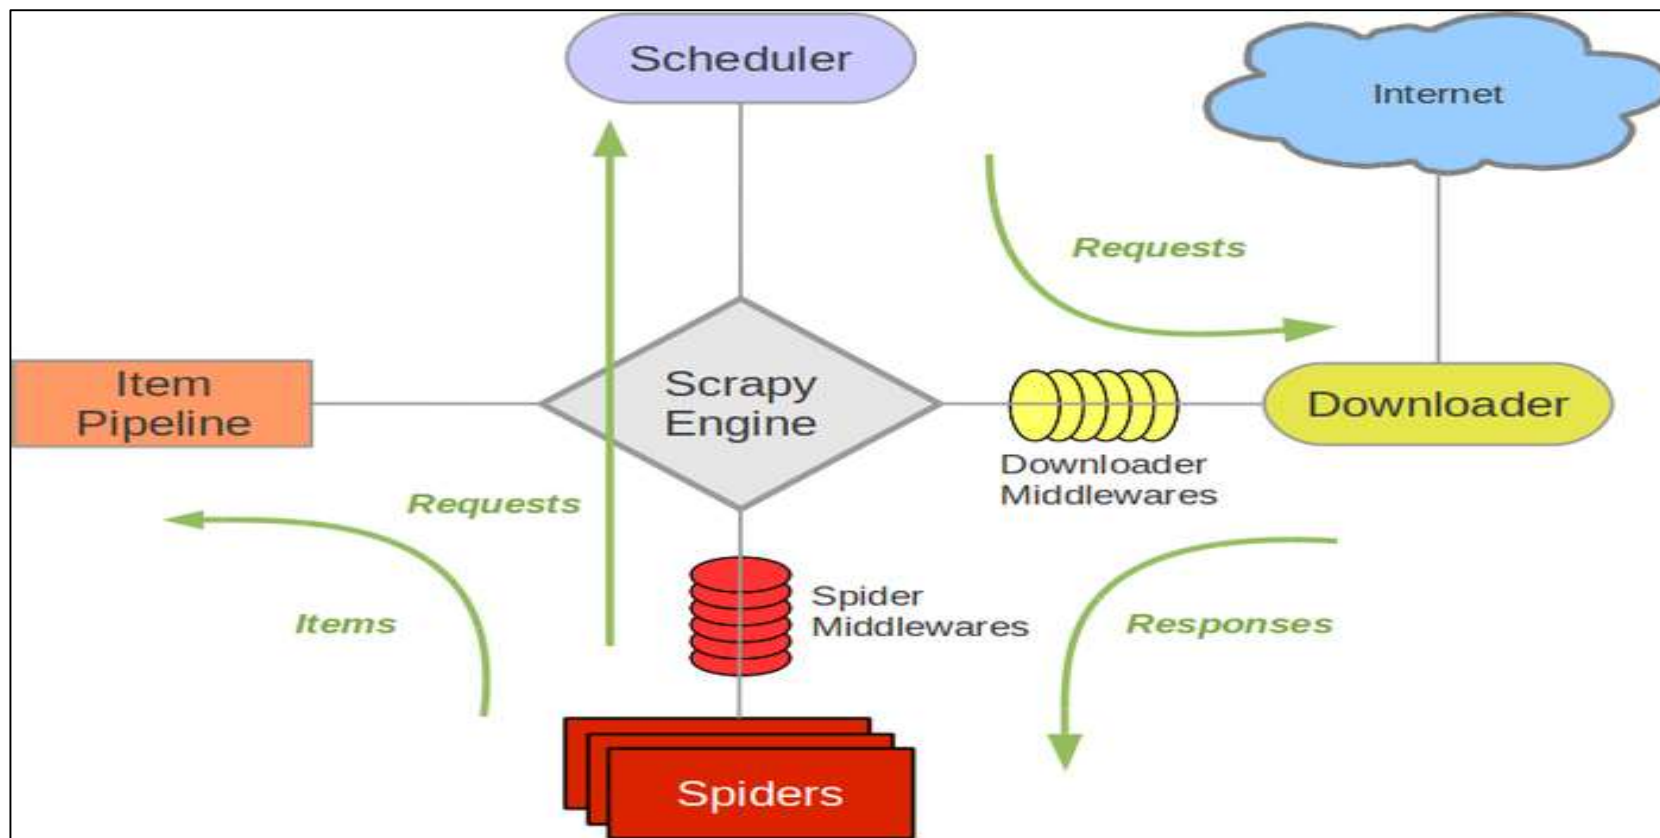 Scheduler
Internet
Requests
Item
Pipeline
Scrapy
Engine
Downloader
Downloader
Middlewares
Requests
Items
Spider
Middlewares
Responses
Spiders